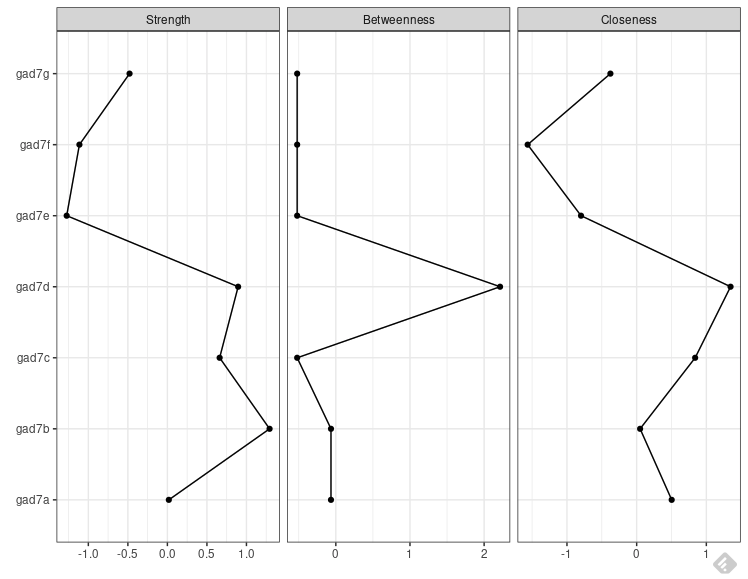 Strength Betweenness Closeness
gad7g
gad7f
gad7e
gad7d
gad7c
gad7b
gad7a
-1.0 -0.5 0.0 0.5 1.0 0 1 2 -1 0 1